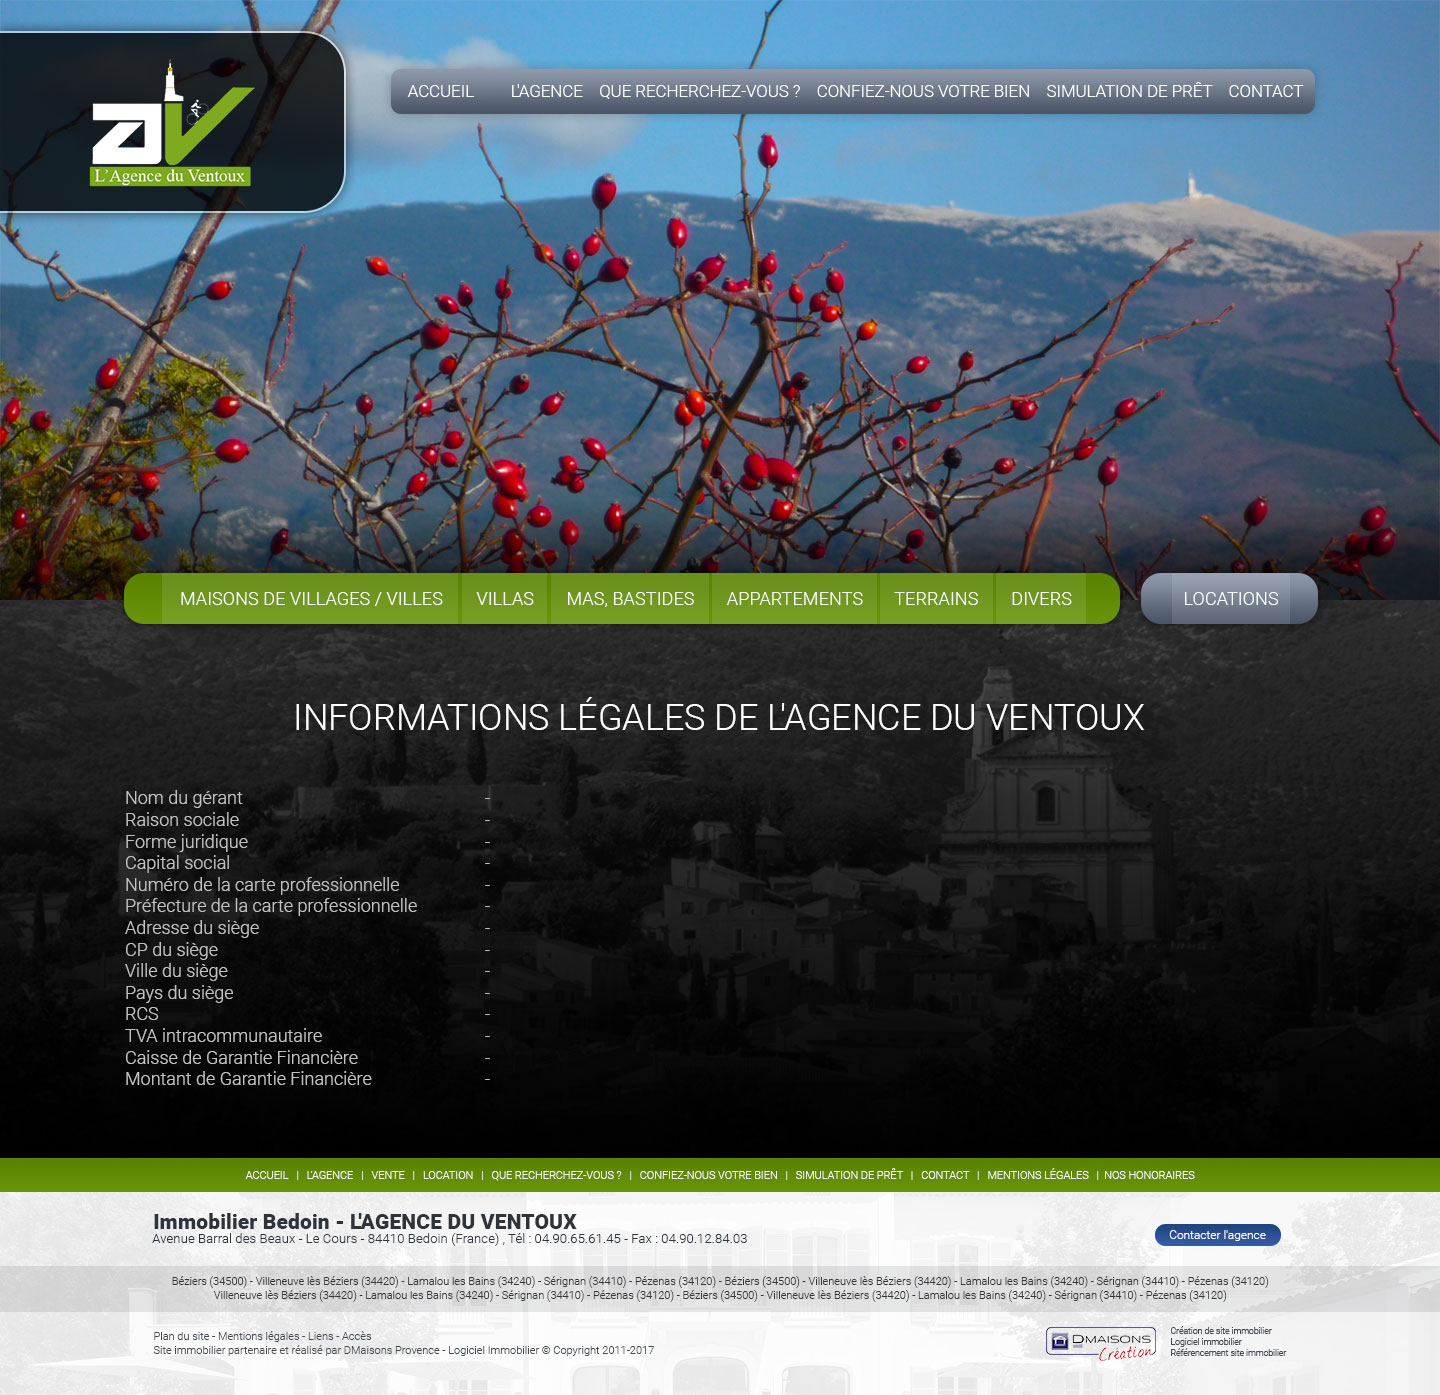 aV
L'Agence du Ventoux
ACCUEIL L'AGENCE QUE RECHERCHEZ-VOUS ? CONFIEZ-NOUS VOTRE BIEN SIMULATION DE PRÊT CONTACT
MAISONS DE VILLAGES / VILLES VILLAS MAS, BASTIDES APPARTEMENTS TERRAINS DIVERS LOCATIONS
INFORMATIONS LÉGALES DE L'AGENCE DU VENTOUX
Nom du gérant -
Raison sociale -
Forme juridique -
Capital social -
Numéro de la carte professionnelle -
Préfecture de la carte professionnelle -
Adresse du siège -
CP du siège -
Ville du siège -
Pays du siège -
RCS -
TVA intracommunautaire -
Caisse de Garantie Financière -
Montant de Garantie Financière -
ACCUEIL | L'AGENCE | VENTE | LOCATION | QUE RECHERCHEZ-VOUS ? | CONFIEZ-NOUS VOTRE BIEN | SIMULATION DE PRÊT | CONTACT | MENTIONS LÉGALES | NOS HONORAIRES
Immobilier Bedoin - L'AGENCE DU VENTOUX
Avenue Barral des Beaux - Le Cours - 84410 Bedoin (France) , Tél : 04.90.65.61.45 - Fax : 04.90.12.84.03
Contacter l'agence
Béziers (34500) - Villeneuve lès Béziers (34420) - Lamalou les Bains (34240) - Sérignan (34410) - Pézenas (34120) - Béziers (34500) - Villeneuve lès Béziers (34420) - Lamalou les Bains (34240) - Sérignan (34410) - Pézenas (34120)
Villeneuve lès Béziers (34420) - Lamalou les Bains (34240) - Sérignan (34410) - Pézenas (34120) - Béziers (34500) - Villeneuve lès Béziers (34420) - Lamalou les Bains (34240) - Sérignan (34410) - Pézenas (34120)
Plan du site - Mentions légales - Liens - Accès
Site immobilier partenaire et réalisé par DMaisons Provence - Logiciel Immobilier © Copyright 2011-2017
DMAISONS
Création
Création de site immobilier
Logiciel immobilier
Référencement site immobilier